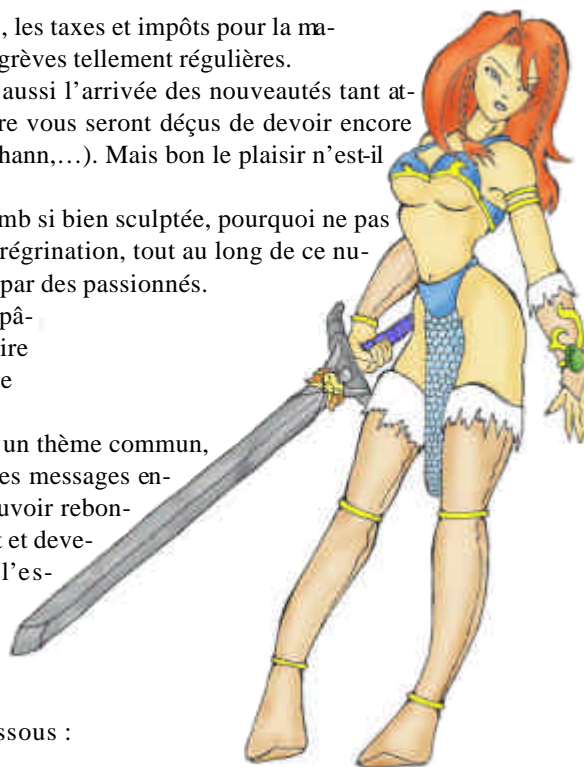 , les taxes et impôts pour la ma-
grèves tellement régulières.
aussi l’arrivée des nouveautés tant at-
re vous seront déçus de devoir encore
hann,…). Mais bon le plaisir n’est-il
mb si bien sculptée, pourquoi ne pas
régrination, tout au long de ce nu-
par des passionnés.
pâ-
ire
e
un thème commun,
es messages en-
uvoir rebon-
t et deve-
l’es-
ssous :